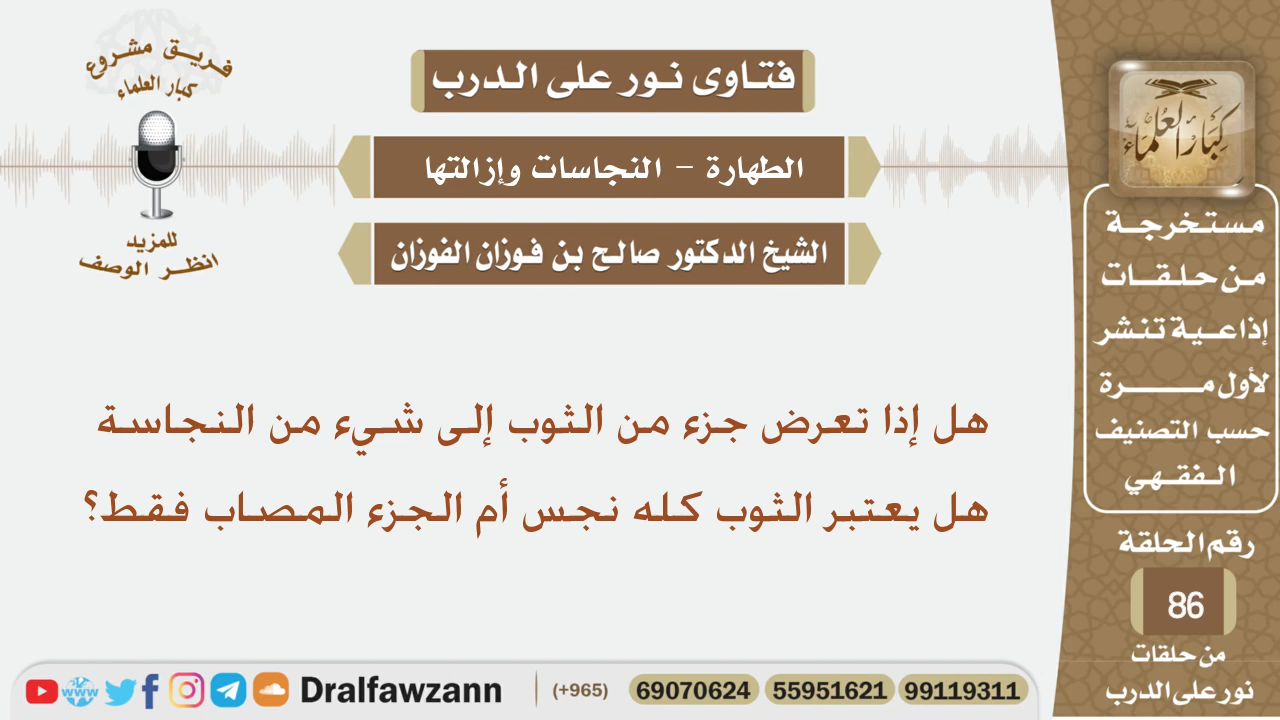 فريق مشروع
كبار العلماء
للمزيد
انظر الوصف
فتاوى نور على الدرب
الطهارة - النجاسات وإزالتها
الشيخ الدكتور صالح بن فوزان الفوزان
هل إذا تعرض جزء من الثوب إلى شيء من النجاسة
هل يعتبر الثوب كله نجس أم الجزء المصاب فقط؟
كبار العلماء
مستخرجة
من حلقات
إذاعية تنشر
لأول مرة
حسب التصنيف
الفقهي
رقم الحلقة
86
من حلقات
نور على الدرب
www
Dralfawzann
(+965)
69070624
55951621
99119311